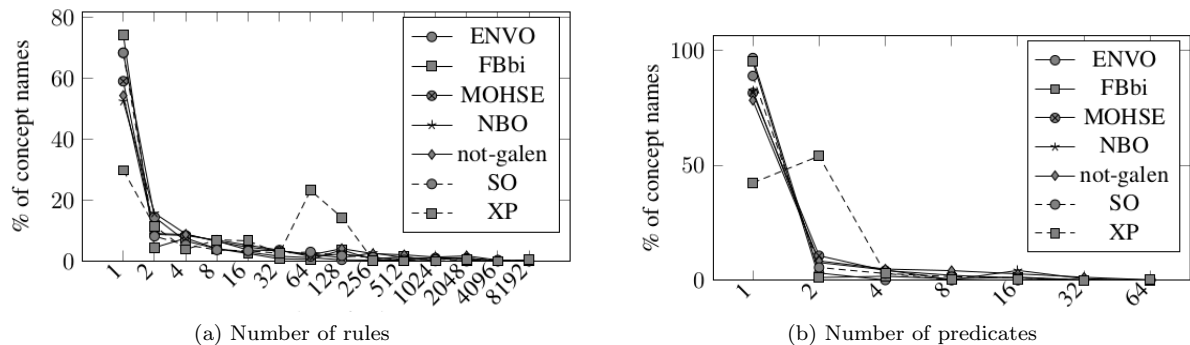 80
60
40
20
0
% of concept names
ENVO
FBbi
MOHSE
NBO
not-galen
SO
XP
1
2
4
8
16
32
64
128
256
512
1024
2048
4096
8192
(a) Number of rules
100
50
0
% of concept names
ENVO
FBbi
MOHSE
NBO
not-galen
SO
XP
1
2
4
8
16
32
64
(b) Number of predicates